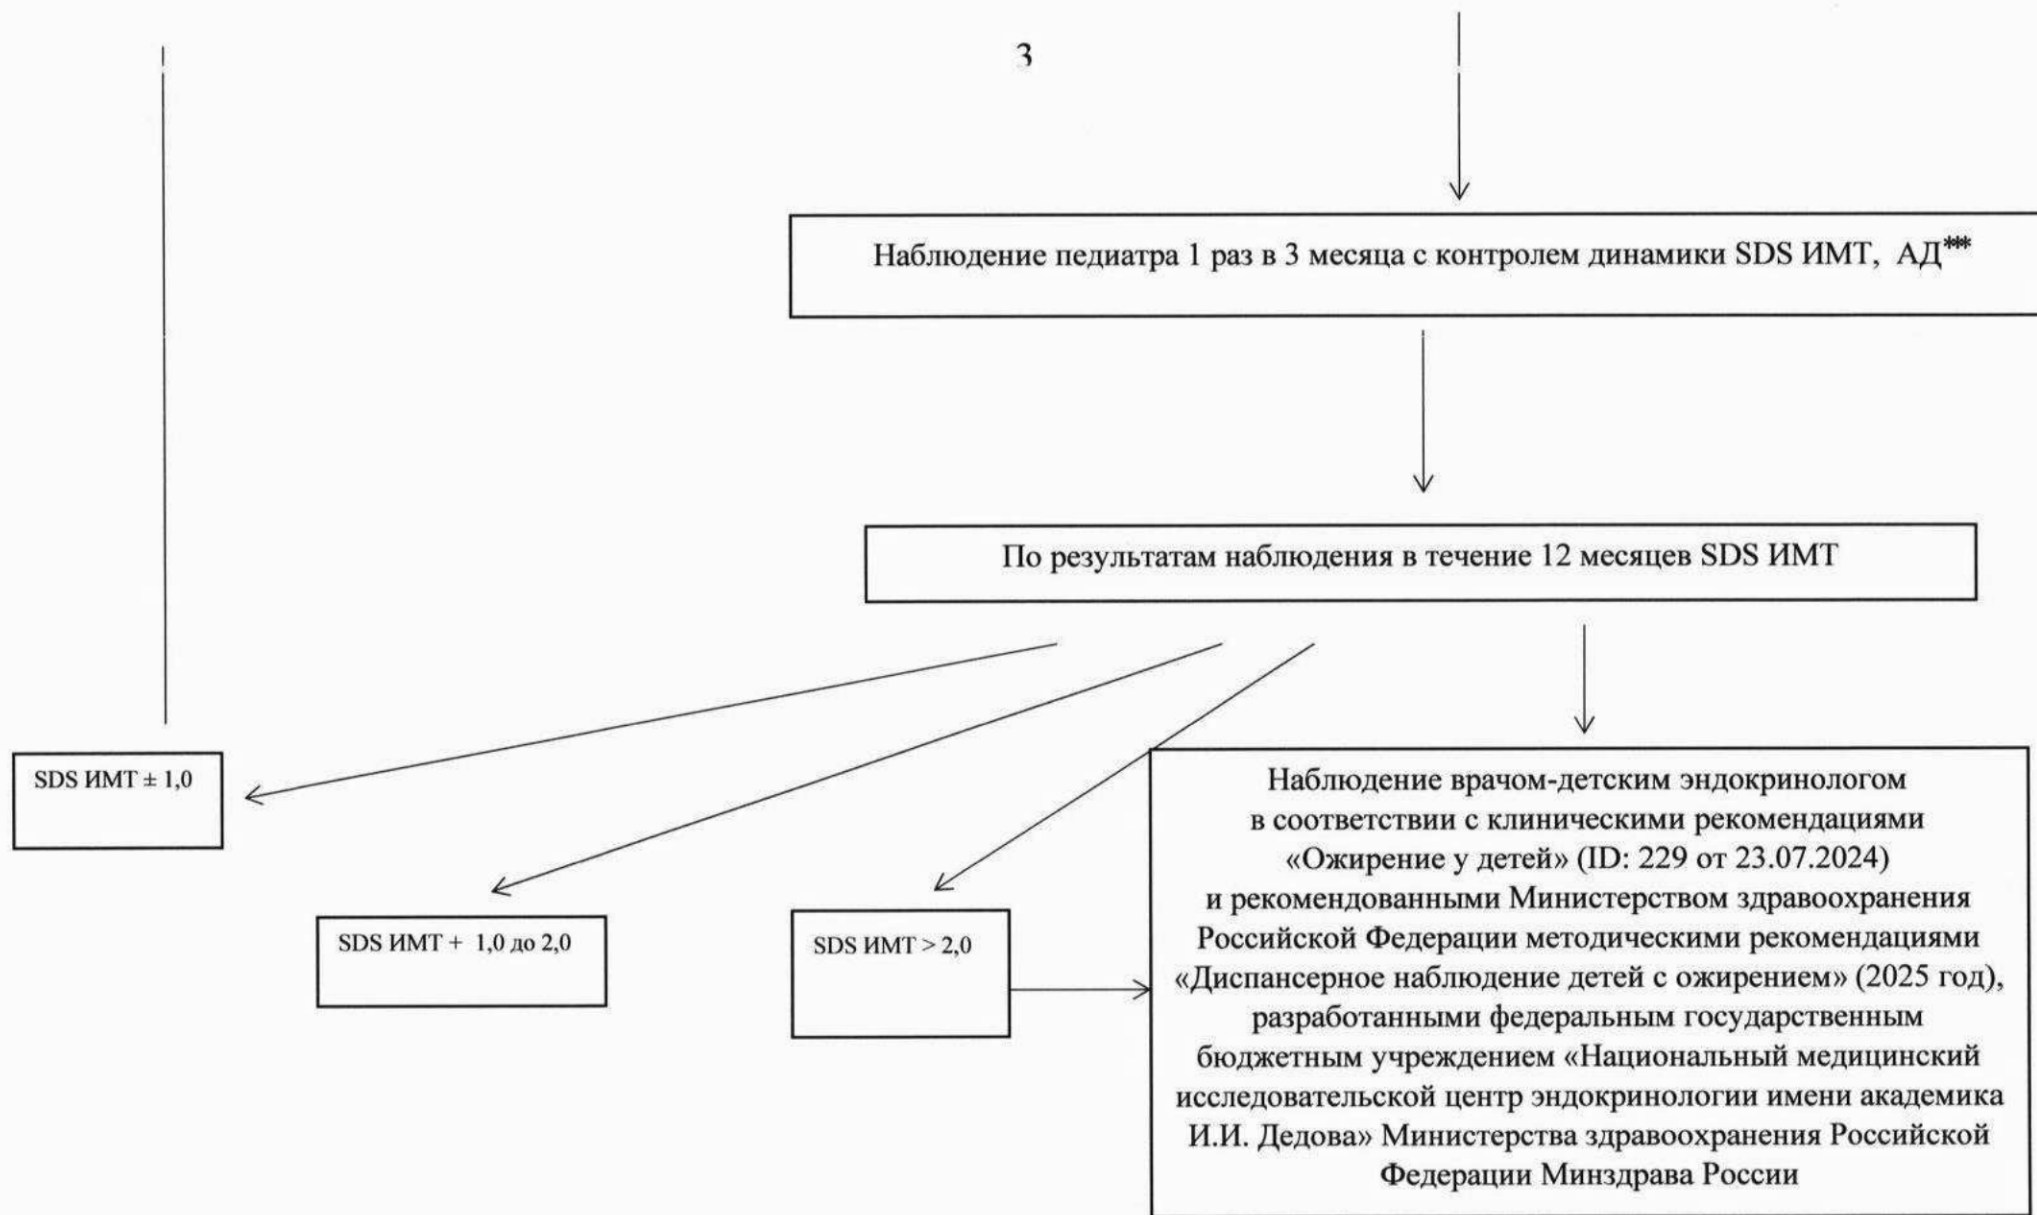 3
Наблюдение педиатра 1 раз в 3 месяца с контролем динамики SDS ИМТ, АД***
По результатам наблюдения в течение 12 месяцев SDS ИМТ
SDS ИМТ ± 1,0
SDS ИМТ + 1,0 до 2,0
SDS ИМТ > 2,0
Наблюдение врачом-детским эндокринологом
в соответствии с клиническими рекомендациями
«Ожирение у детей» (ID: 229 от 23.07.2024)
и рекомендованными Министерством здравоохранения
Российской Федерации методическими рекомендациями
«Диспансерное наблюдение детей с ожирением» (2025 год),
разработанными федеральным государственным
бюджетным учреждением «Национальный медицинский
исследовательской центр эндокринологии имени академика
И.И. Дедова» Министерства здравоохранения Российской
Федерации Минздрава России